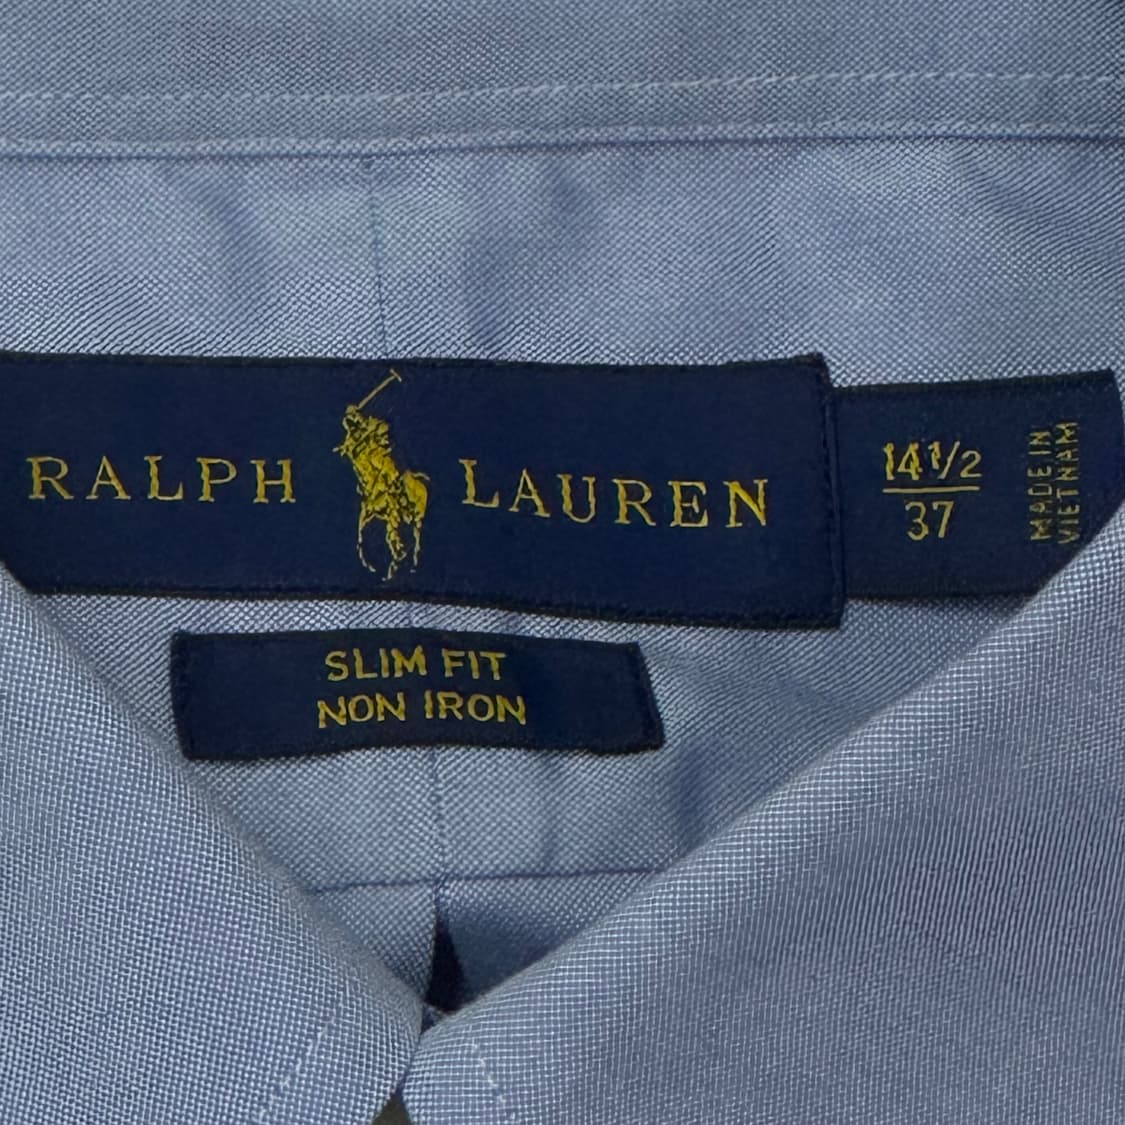 RALPH LAUREN
14 1/2
37
MADE IN
VIETNAM
SLIM FIT
NON IRON